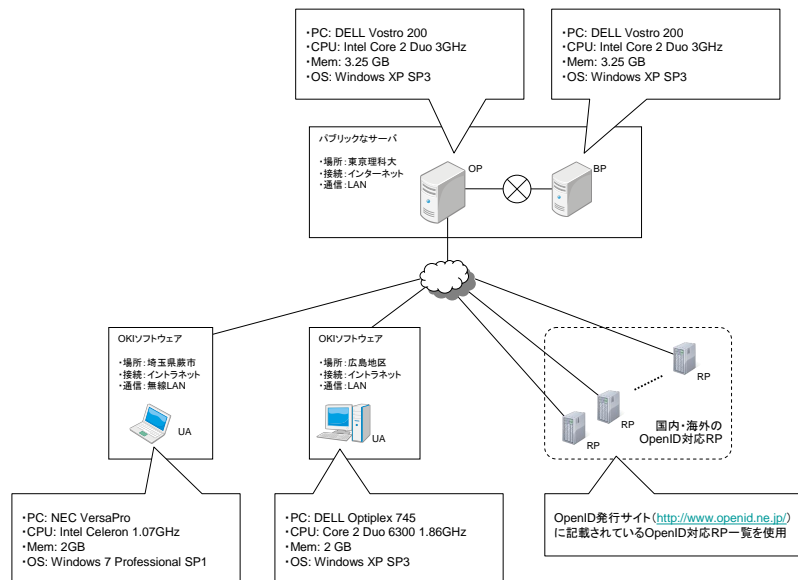 ・PC: DELL Vostro 200
・CPU: Intel Core 2 Duo 3GHz
・Mem: 3.25 GB
・OS: Windows XP SP3
・PC: DELL Vostro 200
・CPU: Intel Core 2 Duo 3GHz
・Mem: 3.25 GB
・OS: Windows XP SP3
パブリックなサーバ
・場所：東京理科大
・接続：インターネット
・通信：LAN
OP
BP
OKIソフトウェア
・場所：埼玉県蕨市
・接続：イントラネット
・通信：無線LAN
UA
OKIソフトウェア
・場所：広島地区
・接続：イントラネット
・通信：LAN
UA
RP
RP
RP
国内・海外の
OpenID対応RP
・PC: NEC VersaPro
・CPU: Intel Celeron 1.07GHz
・Mem: 2GB
・OS: Windows 7 Professional SP1
・PC: DELL Optiplex 745
・CPU: Core 2 Duo 6300 1.86GHz
・Mem: 2 GB
・OS: Windows XP SP3
OpenID発行サイト（http://www.openid.ne.jp/）
に記載されているOpenID対応RP一覧を使用